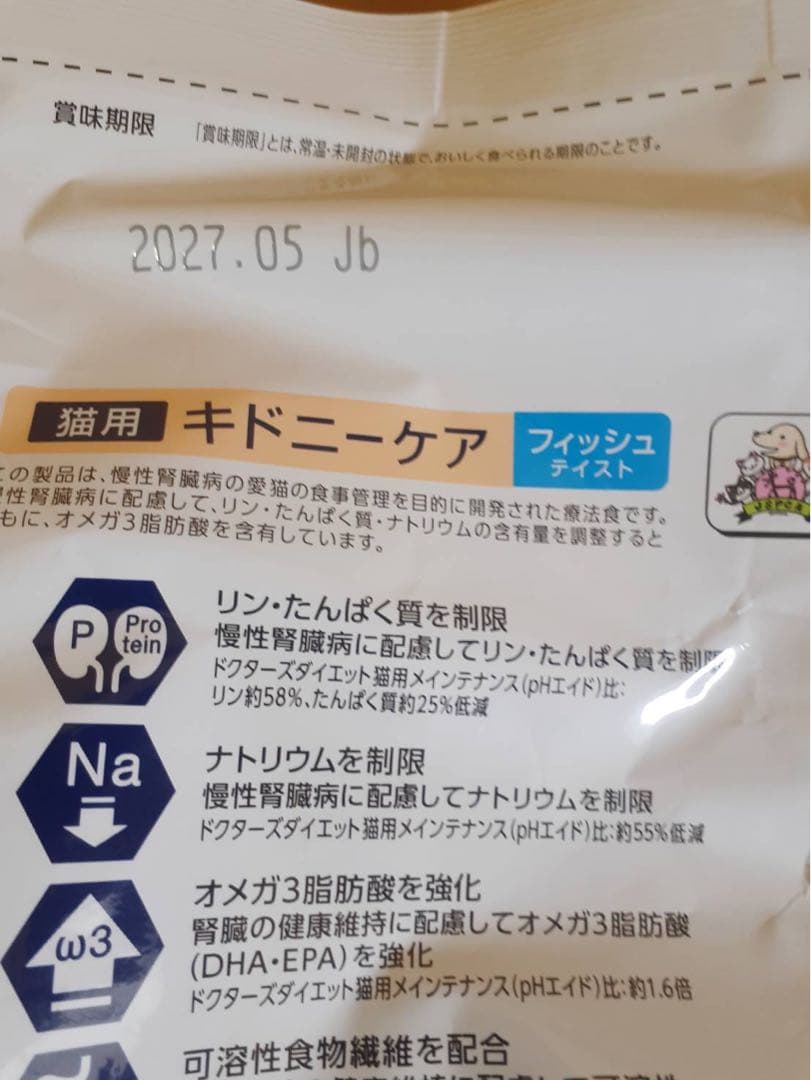 賞味期限
「賞味期限」とは、常温・未開封の状態で、おいしく食べられる期限のことです。
2027.05 Jb
猫用 キドニーケア フィッシュ
テイスト
の製品は、慢性腎臓病の愛猫の食事管理を目的に開発された療法食です。
性腎臓病に配慮して、リン・たんぱく質・ナトリウムの含有量を調整すると
もに、オメガ3脂肪酸を含有しています。
P Pro
tein
リン・たんぱく質を制限
慢性腎臓病に配慮してリン・たんぱく質を制限
ドクターズダイエット猫用メインテナンス(pHエイド)比:
リン約58%、たんぱく質約25%低減
Na
ナトリウムを制限
慢性腎臓病に配慮してナトリウムを制限
ドクターズダイエット猫用メインテナンス(pHエイド)比:約55%低減
ω3
オメガ3脂肪酸を強化
腎臓の健康維持に配慮してオメガ3脂肪酸
(DHA・EPA)を強化
ドクターズダイエット猫用メインテナンス(pHエイド)比:約1.6倍
可溶性食物繊維を配合